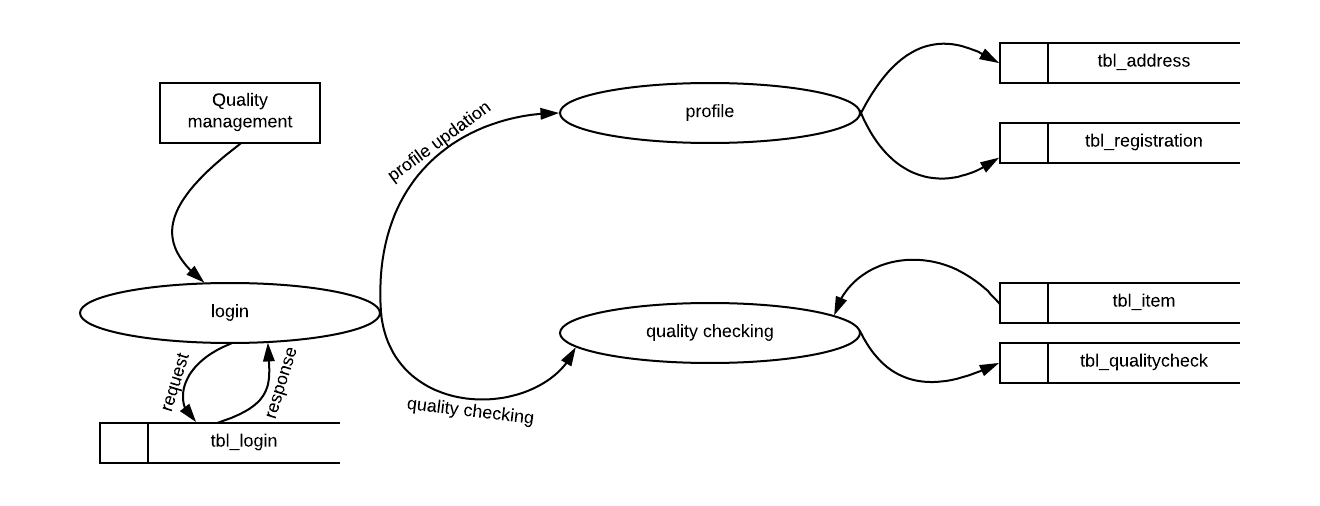 Quality
management
login
request
response
tbl_login
profile updation
quality checking
profile
quality checking
tbl_address
tbl_registration
tbl_item
tbl_qualitycheck